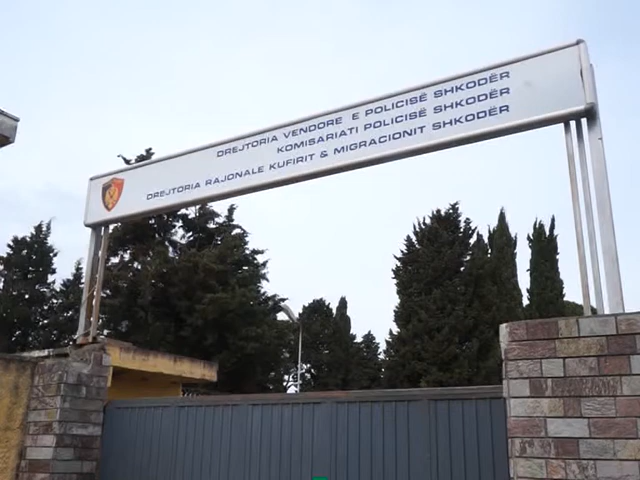 DREJTORIA VENDORE E POLICISË SHKODËR
KOMISARIATI POLICISË SHKODËR
DREJTORIA RAJONALE KUFIRIT & MIGRACIONIT SHKODËR